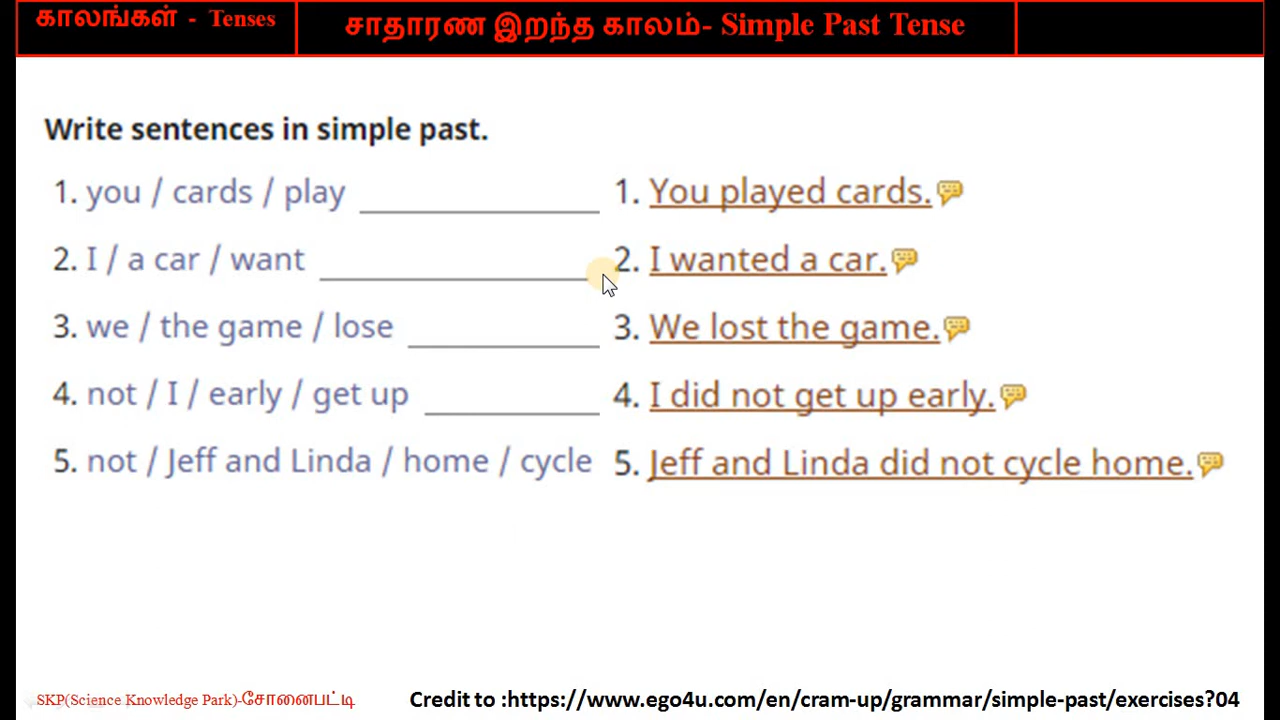 காலங்கள் - Tenses
சாதாரண இறந்த காலம்- Simple Past Tense
Write sentences in simple past.
1. you / cards / play ____________ 1. You played cards.
2. I / a car / want ____________ 2. I wanted a car.
3. we / the game / lose ____________ 3. We lost the game.
4. not / I / early / get up ____________ 4. I did not get up early.
5. not / Jeff and Linda / home / cycle 5. Jeff and Linda did not cycle home.
SKP(Science Knowledge Park)-சோனைபட்டி
Credit to :https://www.ego4u.com/en/cram-up/grammar/simple-past/exercises?04